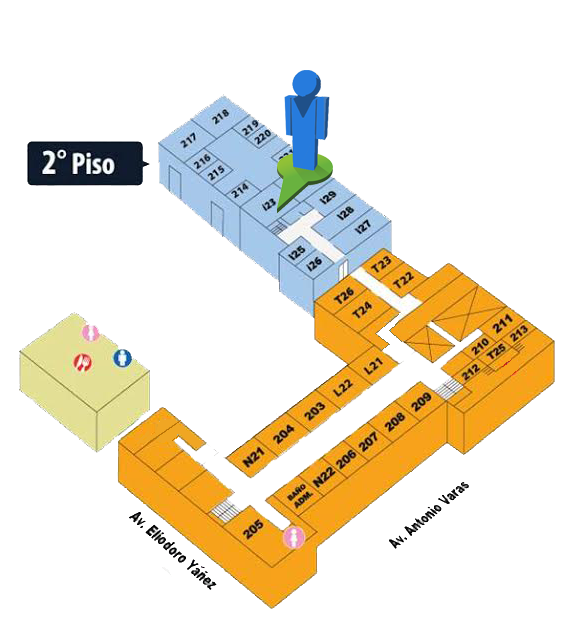 2° Piso
218
217
219
220
216
215
214
I23
I29
I28
I27
I25
I26
T23
T22
T26
T24
211
213
210
T25
212
L21
L22
203
204
N21
209
208
207
206
N22
BAÑO
ADM.
205
Av. Eliodoro Yáñez
Av. Antonio Varas